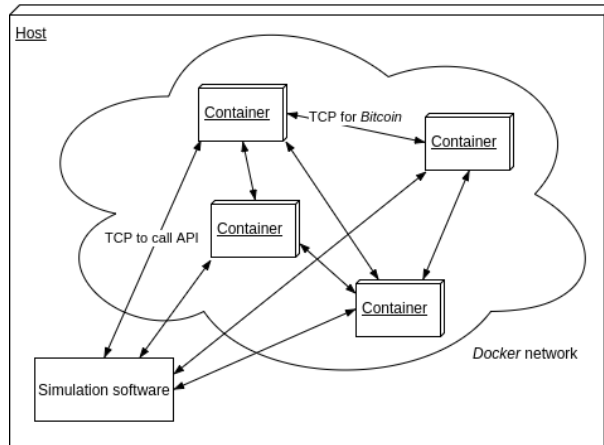 Host
Container
TCP for Bitcoin
Container
Container
TCP to call API
Container
Docker network
Simulation software